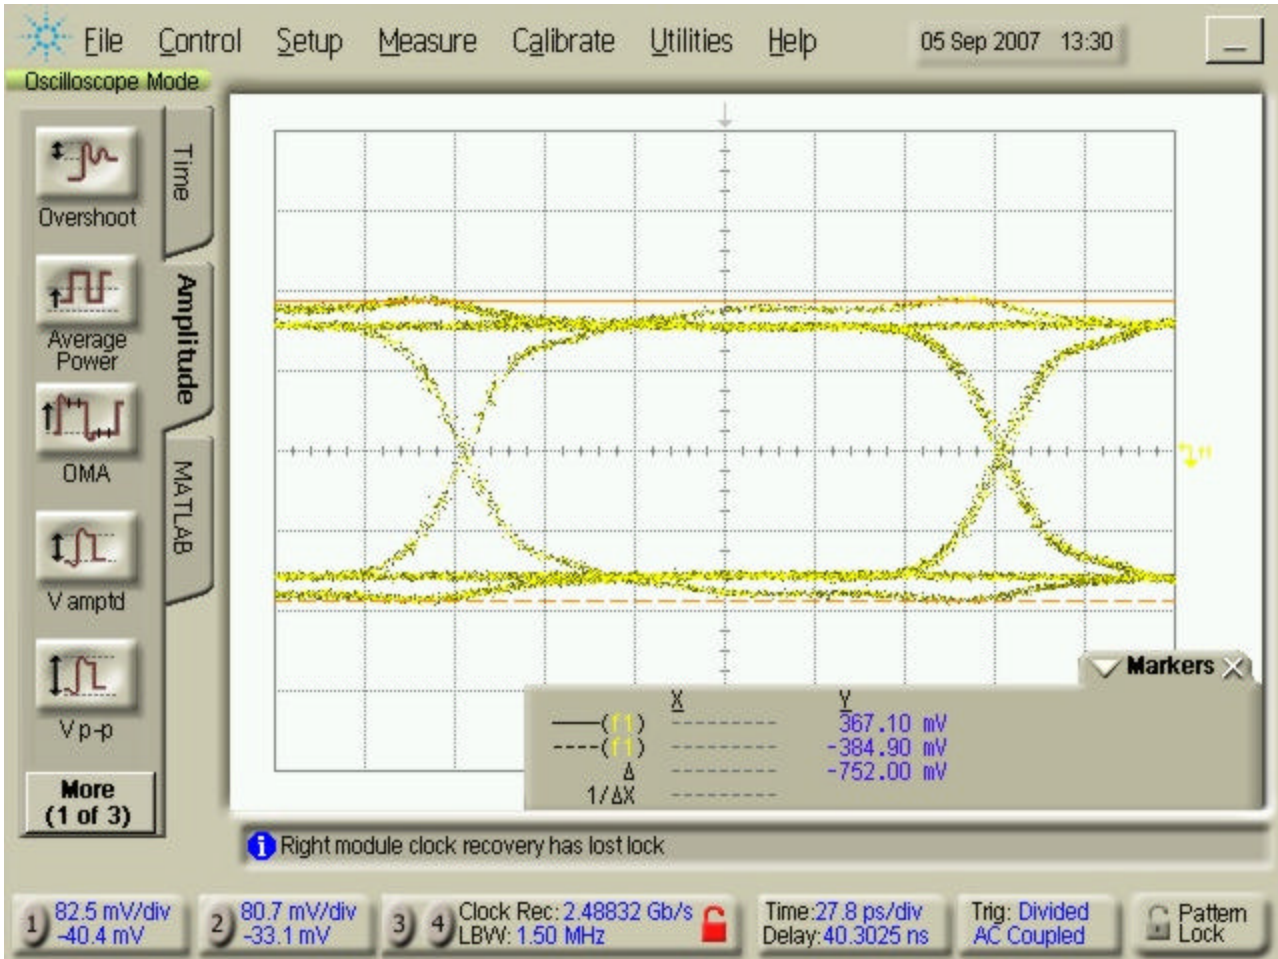 File Control Setup Measure Calibrate Utilities Help 05 Sep 2007 13:30
Oscilloscope Mode
Time
Overshoot
Amplitude
Average
Power
OMA
MATLAB
V amptd
V p-p
More
(1 of 3)
Markers
X Y
(f1) 367.10 mV
(f1) -384.90 mV
Δ -752.00 mV
1/ΔX
Right module clock recovery has lost lock
1 82.5 mV/div
-40.4 mV
2 80.7 mV/div
-33.1 mV
3 4 Clock Rec: 2.48832 Gb/s
LBW: 1.50 MHz
Time:27.8 ps/div
Delay:40.3025 ns
Trig: Divided
AC Coupled
Pattern
Lock